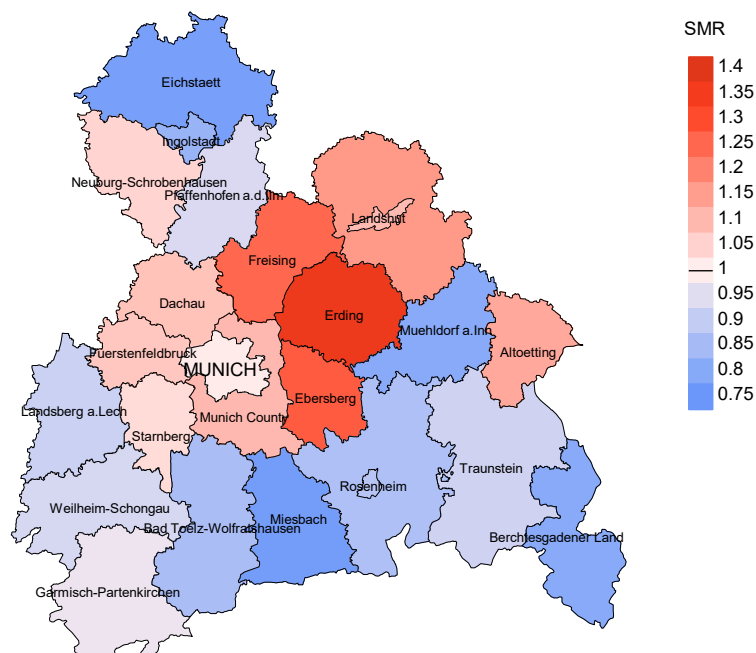 SMR
1.4
1.35
1.3
1.25
1.2
1.15
1.1
1.05
1
0.95
0.9
0.85
0.8
0.75
Eichstaett
Ingolstadt
Neuburg-Schrobenhausen
Pfaffenhofen a.d.Ilm
Landshut
Freising
Dachau
Erding
Muehldorf a.Inn
Altoetting
Fuerstenfeldbruck
MUNICH
Ebersberg
Landsberg a.Lech
Munich County
Starnberg
Traunstein
Rosenheim
Weilheim-Schongau
Miesbach
Bad Toelz-Wolfratshausen
Berchtesgadener Land
Garmisch-Partenkirchen